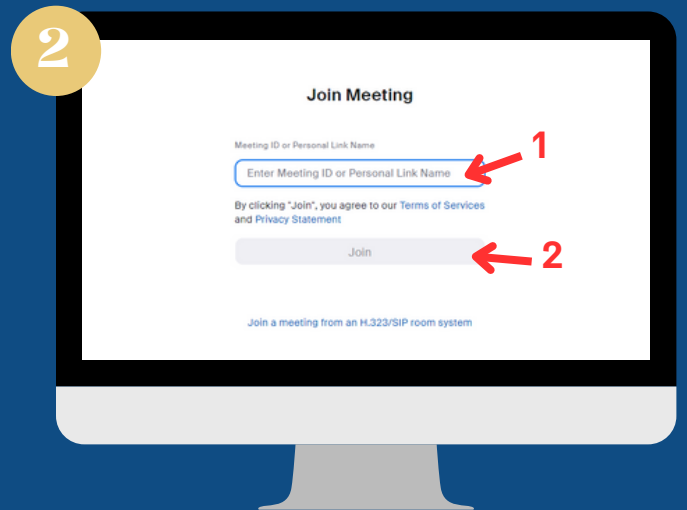 2
Join Meeting
1
Meeting ID or Personal Link Name
Enter Meeting ID or Personal Link Name
By clicking "Join", you agree to our Terms of Services
and Privacy Statement
Join
2
Join a meeting from an H.323/SIP room system